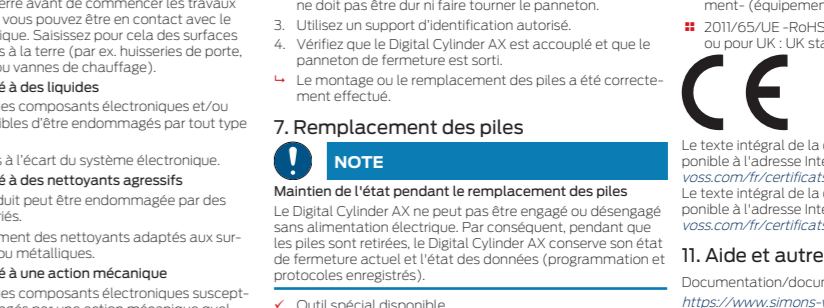 erre avant de commencer les travaux
vous pouvez être en contact avec le
ique. Saisissez pour cela des surfaces
s à la terre (par ex. huisseries de porte,
ou vannes de chauffage).
é à des liquides
es composants électroniques et/ou
ibles d'être endommagés par tout type
s à l'écart du système électronique.
é à des nettoyants agressifs
duit peut être endommagée par des
riés.
ment des nettoyants adaptés aux sur-
ou métalliques.
é à une action mécanique
es composants électroniques suscept-
ne doit pas être dur ni faire tourner le panneton.
3. Utilisez un support d'identification autorisé.
4. Vérifiez que le Digital Cylinder AX est accouplé et que le
panneton de fermeture est sorti.
↳ Le montage ou le remplacement des piles a été correcte-
ment effectué.
7. Remplacement des piles
NOTE
Maintien de l'état pendant le remplacement des piles
Le Digital Cylinder AX ne peut pas être engagé ou désengagé
sans alimentation électrique. Par conséquent, pendant que
les piles sont retirées, le Digital Cylinder AX conserve son état
de fermeture actuel et l'état des données (programmation et
protocoles enregistrés).
✓ Outil spécial disponible
ment- (équipemen
2011/65/UE -RoHS
ou pour UK : UK sta
CE
Le texte intégral de la
ponible à l'adresse Inte
voss.com/fr/certificats
Le texte intégral de la
ponible à l'adresse Inte
voss.com/fr/certificats
11. Aide et autre
Documentation/docum
https://www.simons-v